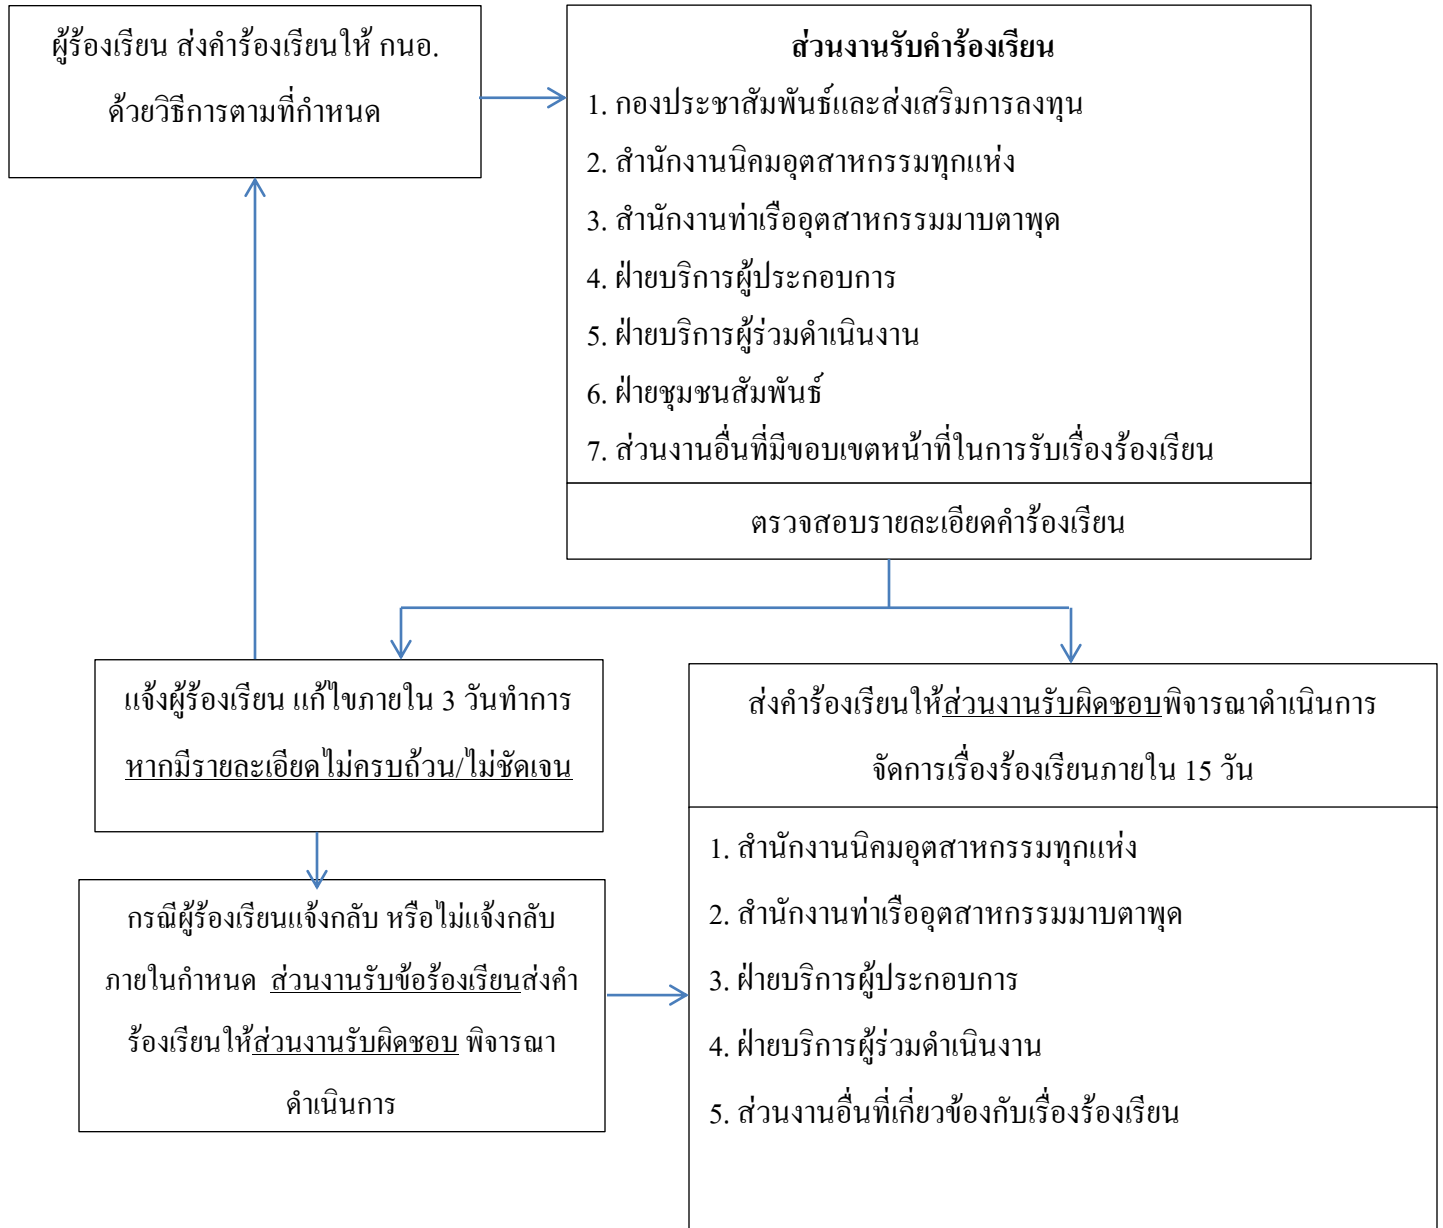 ผู้ร้องเรียน ส่งคำร้องเรียนให้ กนอ.
ด้วยวิธีการตามที่กำหนด
ส่วนงานรับคำร้องเรียน
1. กองประชาสัมพันธ์และส่งเสริมการลงทุน
2. สำนักงานนิคมอุตสาหกรรมทุกแห่ง
3. สำนักงานท่าเรืออุตสาหกรรมมาบตาพุด
4. ฝ่ายบริการผู้ประกอบการ
5. ฝ่ายบริการผู้ร่วมดำเนินงาน
6. ฝ่ายชุมชนสัมพันธ์
7. ส่วนงานอื่นที่มีขอบเขตหน้าที่ในการรับเรื่องร้องเรียน
ตรวจสอบรายละเอียดคำร้องเรียน
แจ้งผู้ร้องเรียน แก้ไขภายใน 3 วันทำการ
หากมีรายละเอียดไม่ครบถ้วน/ไม่ชัดเจน
กรณีผู้ร้องเรียนแจ้งกลับ หรือไม่แจ้งกลับ
ภายในกำหนด ส่วนงานรับข้อร้องเรียนส่งคำ
ร้องเรียนให้ส่วนงานรับผิดชอบ พิจารณา
ดำเนินการ
ส่งคำร้องเรียนให้ส่วนงานรับผิดชอบพิจารณาดำเนินการ
จัดการเรื่องร้องเรียนภายใน 15 วัน
1. สำนักงานนิคมอุตสาหกรรมทุกแห่ง
2. สำนักงานท่าเรืออุตสาหกรรมมาบตาพุด
3. ฝ่ายบริการผู้ประกอบการ
4. ฝ่ายบริการผู้ร่วมดำเนินงาน
5. ส่วนงานอื่นที่เกี่ยวข้องกับเรื่องร้องเรียน